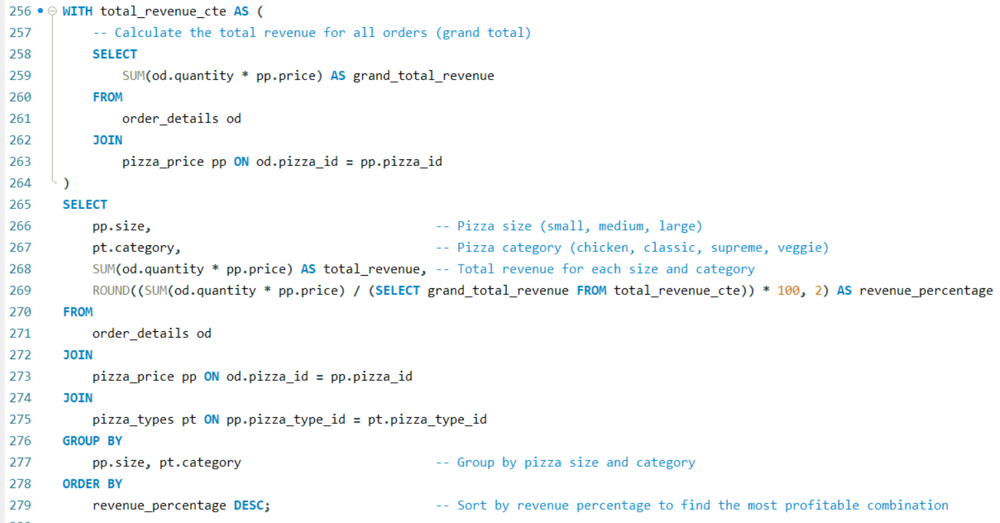 256 WITH total_revenue_cte AS (
257 -- Calculate the total revenue for all orders (grand total)
258 SELECT
259 SUM(od.quantity * pp.price) AS grand_total_revenue
260 FROM
261 order_details od
262 JOIN
263 pizza_price pp ON od.pizza_id = pp.pizza_id
264 )
265 SELECT
266 pp.size, -- Pizza size (small, medium, large)
267 pt.category, -- Pizza category (chicken, classic, supreme, veggie)
268 SUM(od.quantity * pp.price) AS total_revenue, -- Total revenue for each size and category
269 ROUND((SUM(od.quantity * pp.price) / (SELECT grand_total_revenue FROM total_revenue_cte)) * 100, 2) AS revenue_percentage
270 FROM
271 order_details od
272 JOIN
273 pizza_price pp ON od.pizza_id = pp.pizza_id
274 JOIN
275 pizza_types pt ON pp.pizza_type_id = pt.pizza_type_id
276 GROUP BY
277 pp.size, pt.category -- Group by pizza size and category
278 ORDER BY
279 revenue_percentage DESC; -- Sort by revenue percentage to find the most profitable combination